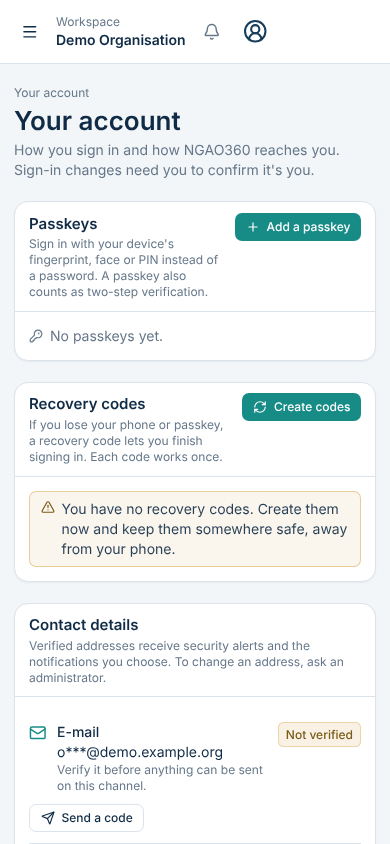 Workspace
Demo Organisation
Your account
Your account
How you sign in and how NGAO360 reaches you.
Sign-in changes need you to confirm it's you.
Passkeys
Add a passkey
Sign in with your device's
fingerprint, face or PIN instead of
a password. A passkey also
counts as two-step verification.
No passkeys yet.
Recovery codes
Create codes
If you lose your phone or passkey,
a recovery code lets you finish
signing in. Each code works once.
You have no recovery codes. Create them
now and keep them somewhere safe, away
from your phone.
Contact details
Verified addresses receive security alerts and the
notifications you choose. To change an address, ask an
administrator.
E-mail
Not verified
o***@demo.example.org
Verify it before anything can be sent
on this channel.
Send a code